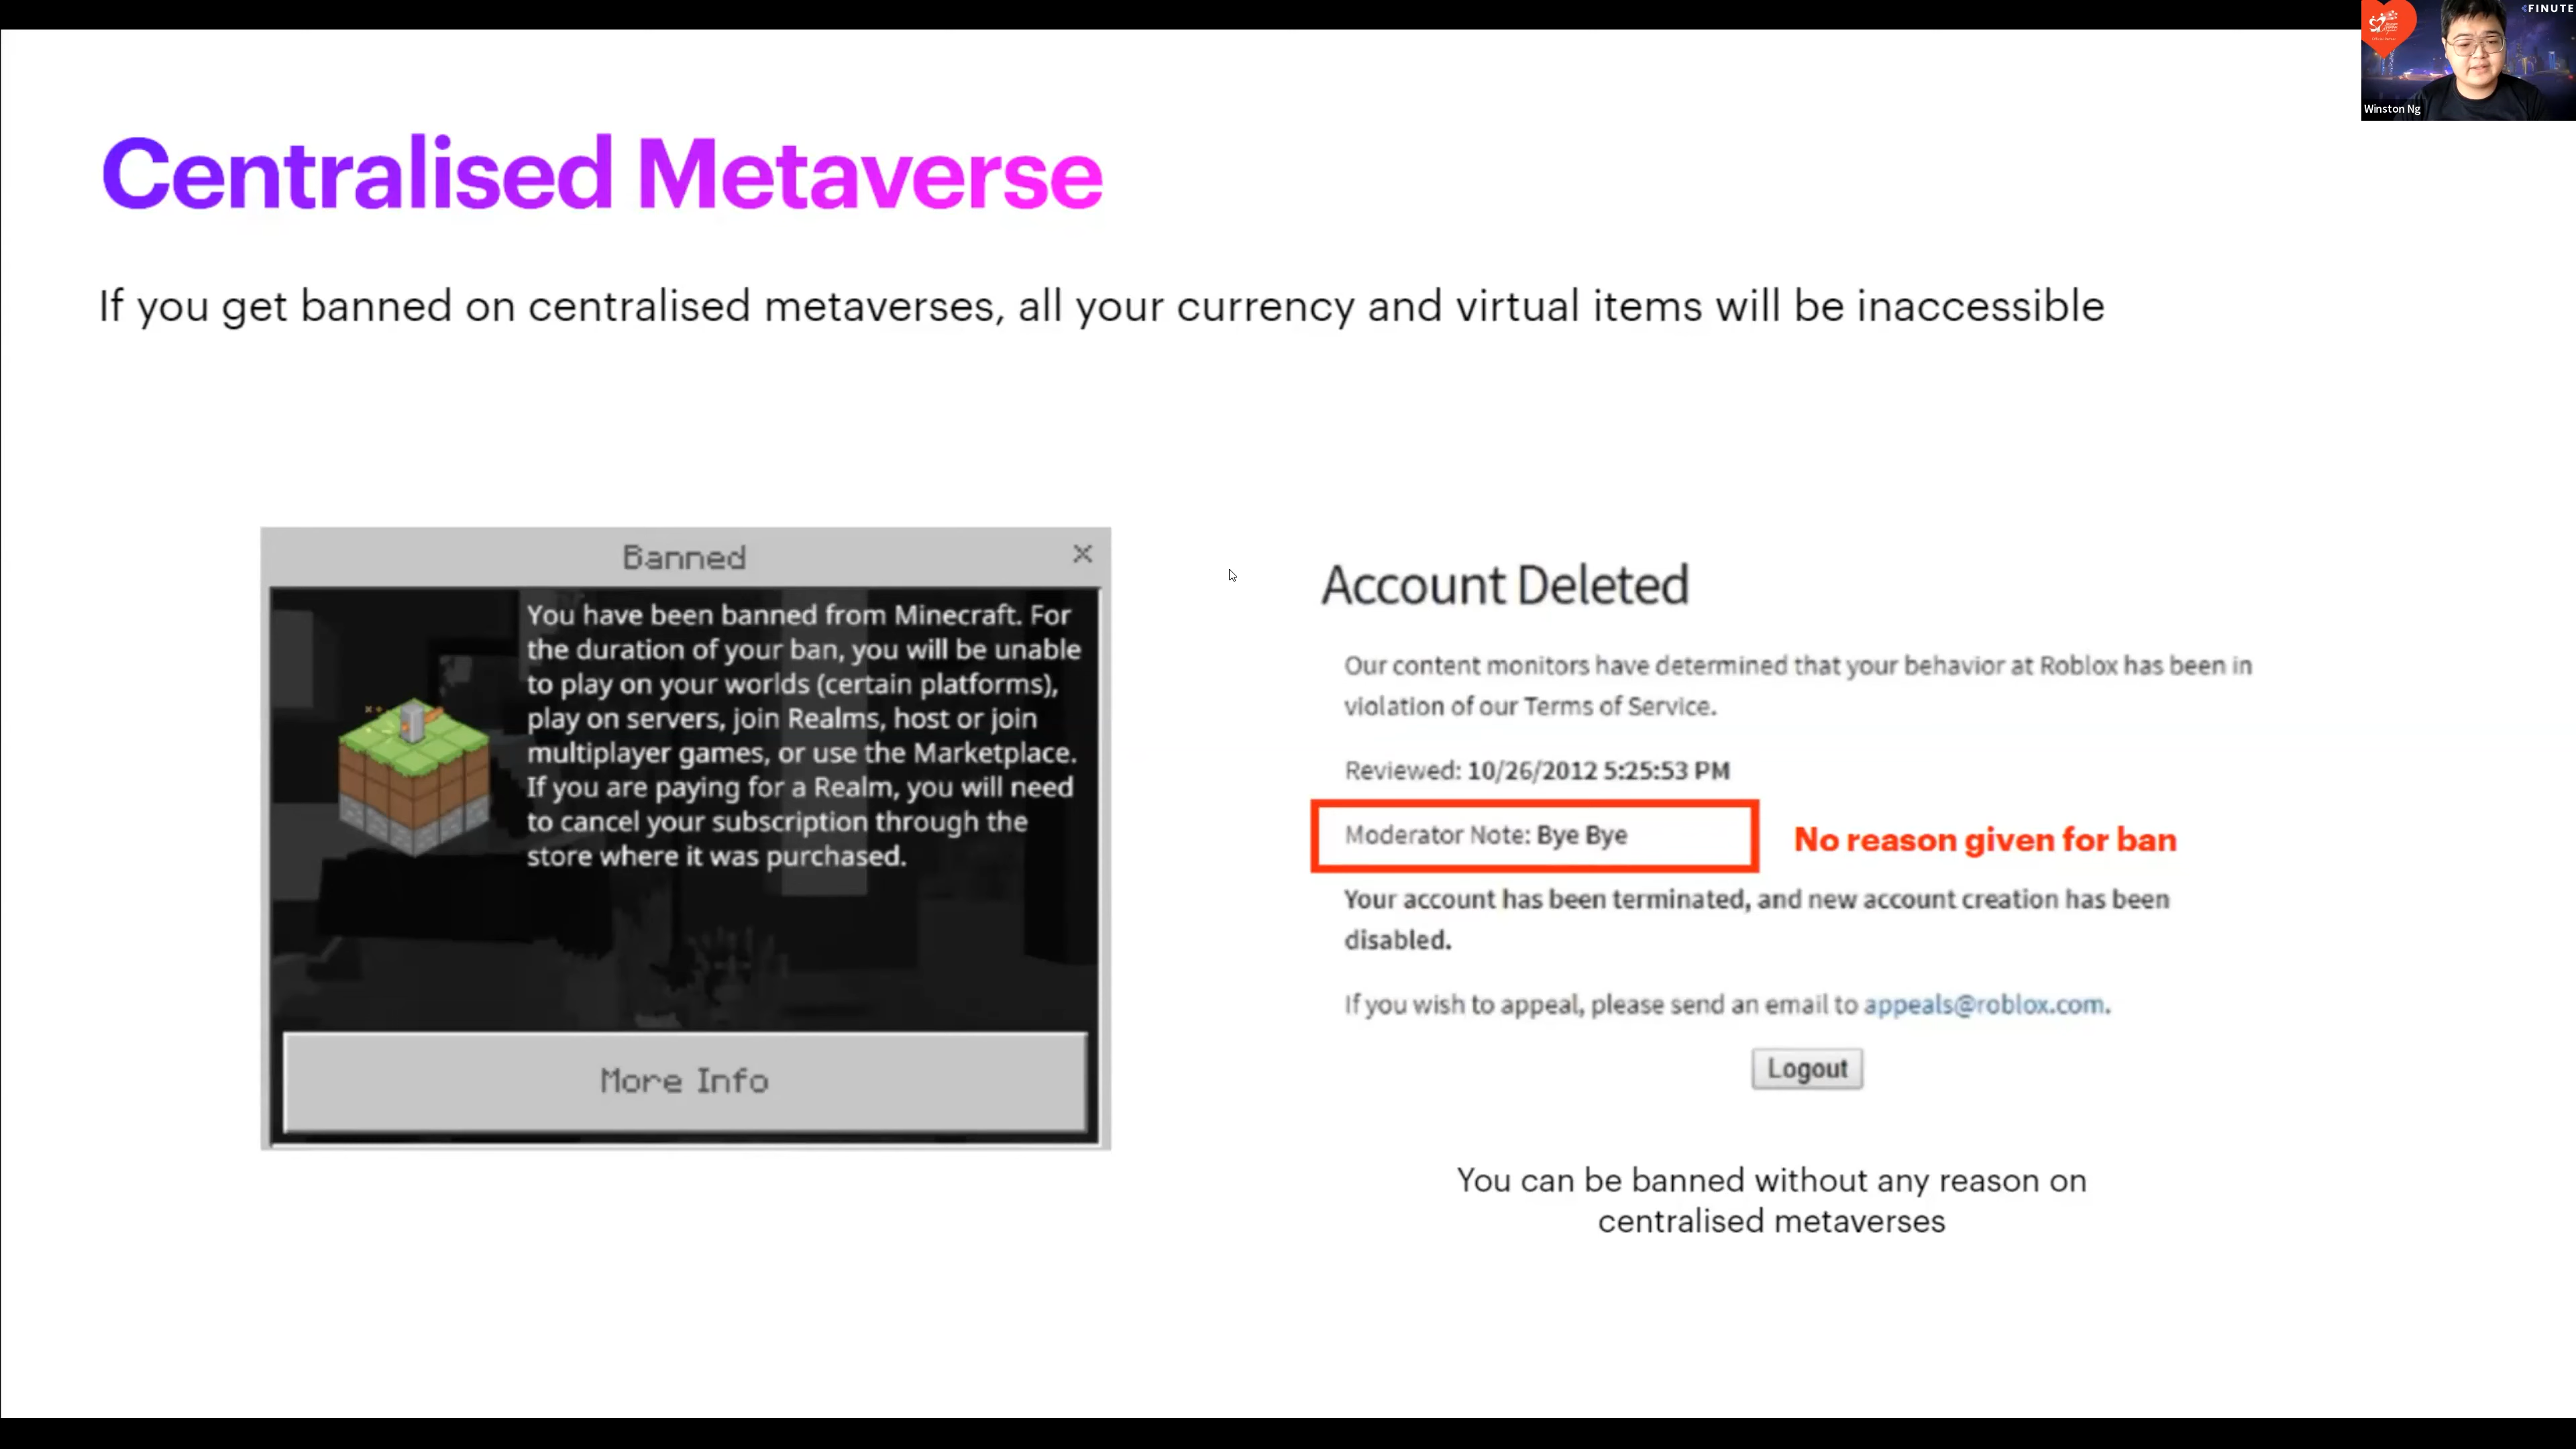 FINUTE
Winston Ng
Centralised Metaverse
If you get banned on centralised metaverses, all your currency and virtual items will be inaccessible
Banned
You have been banned from Minecraft. For
the duration of your ban, you will be unable
to play on your worlds (certain platforms),
play on servers, join Realms, host or join
multiplayer games, or use the Marketplace.
If you are paying for a Realm, you will need
to cancel your subscription through the
store where it was purchased.
More Info
Account Deleted
Our content monitors have determined that your behavior at Roblox has been in
violation of our Terms of Service.
Reviewed: 10/26/2012 5:25:53 PM
Moderator Note: Bye Bye
No reason given for ban
Your account has been terminated, and new account creation has been
disabled.
If you wish to appeal, please send an email to appeals@roblox.com.
Logout
You can be banned without any reason on
centralised metaverses